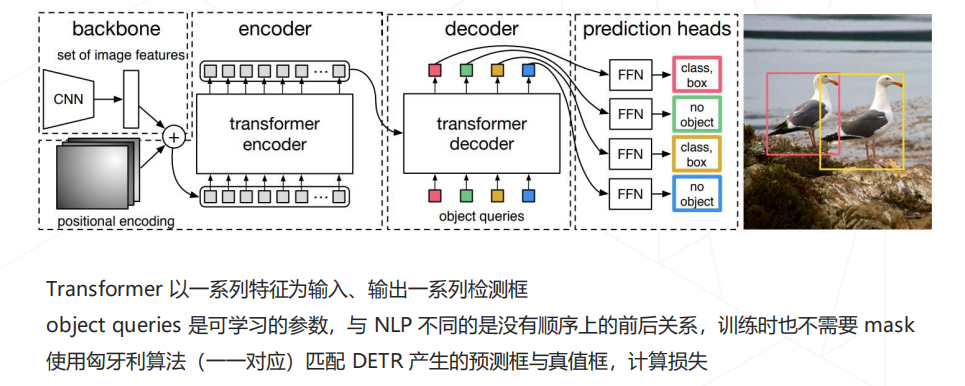 backbone
encoder
decoder
prediction heads
set of image features
CNN
+
positional encoding
...
transformer
encoder
...
transformer
decoder
object queries
FFN
class,
box
FFN
no
object
FFN
class,
box
FFN
no
object
Transformer 以一系列特征为输入、输出一系列检测框
object queries 是可学习的参数，与 NLP 不同的是没有顺序上的前后关系，训练时也不需要 mask
使用匈牙利算法（一一对应）匹配 DETR 产生的预测框与真值框，计算损失